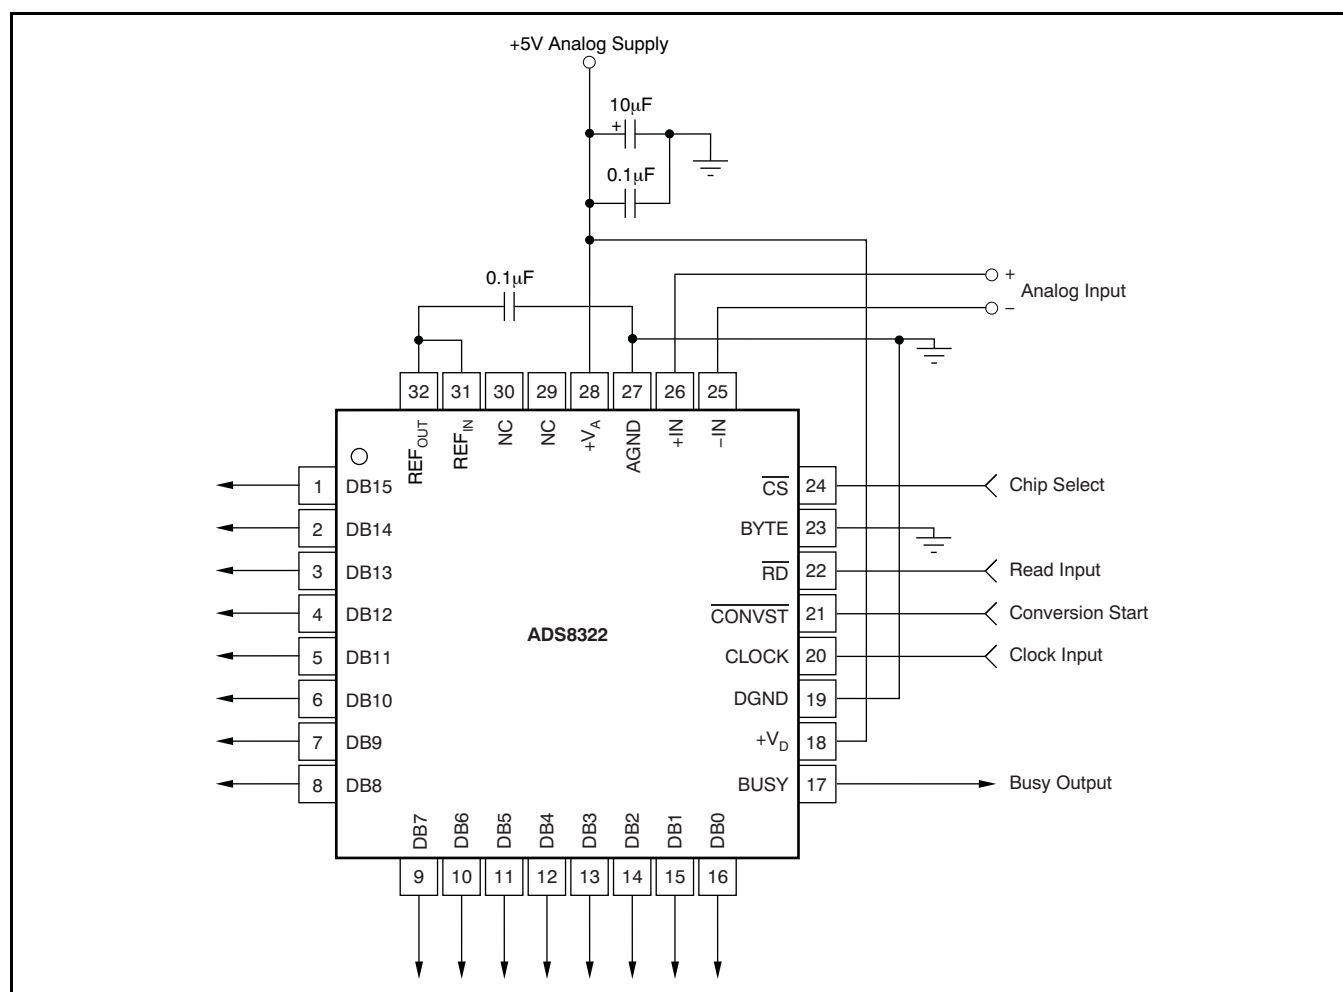 +5V Analog Supply
10μF
+
0.1μF
0.1μF
+
Analog Input
–
32 31 30 29 28 27 26 25
REFOUT REFIN NC NC +VA AGND +IN –IN
1 DB15
2 DB14
3 DB13
4 DB12
5 DB11
6 DB10
7 DB9
8 DB8
ADS8322
CS 24 Chip Select
BYTE 23
RD 22 Read Input
CONVST 21 Conversion Start
CLOCK 20 Clock Input
DGND 19
+VD 18
BUSY 17 Busy Output
DB7 DB6 DB5 DB4 DB3 DB2 DB1 DB0
9 10 11 12 13 14 15 16